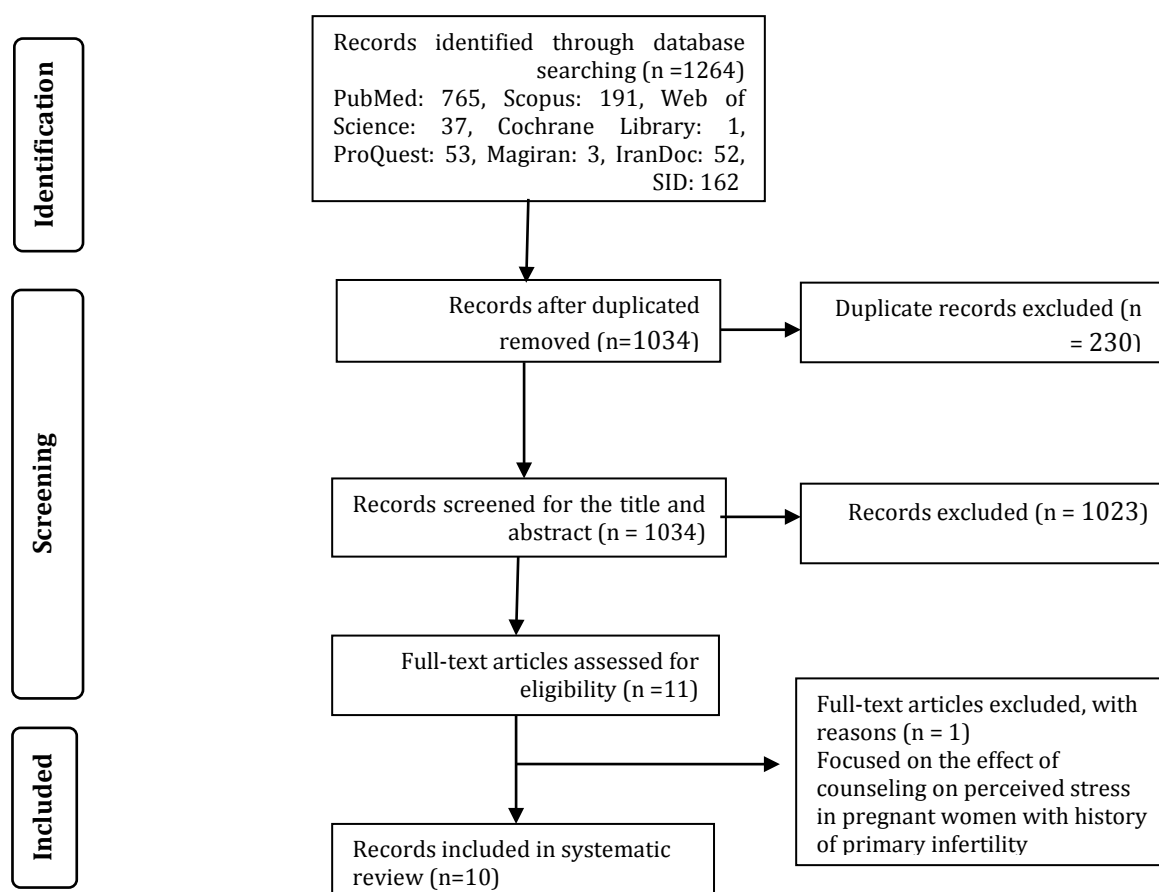 Identification
Records identified through database
searching (n =1264)
PubMed: 765, Scopus: 191, Web of
Science: 37, Cochrane Library: 1,
ProQuest: 53, Magiran: 3, IranDoc: 52,
SID: 162
Screening
Records after duplicated
removed (n=1034)
Duplicate records excluded (n
= 230)
Records screened for the title and
abstract (n = 1034)
Records excluded (n = 1023)
Full-text articles assessed for
eligibility (n =11)
Included
Full-text articles excluded, with
reasons (n = 1)
Focused on the effect of
counseling on perceived stress
in pregnant women with history
of primary infertility
Records included in systematic
review (n=10)